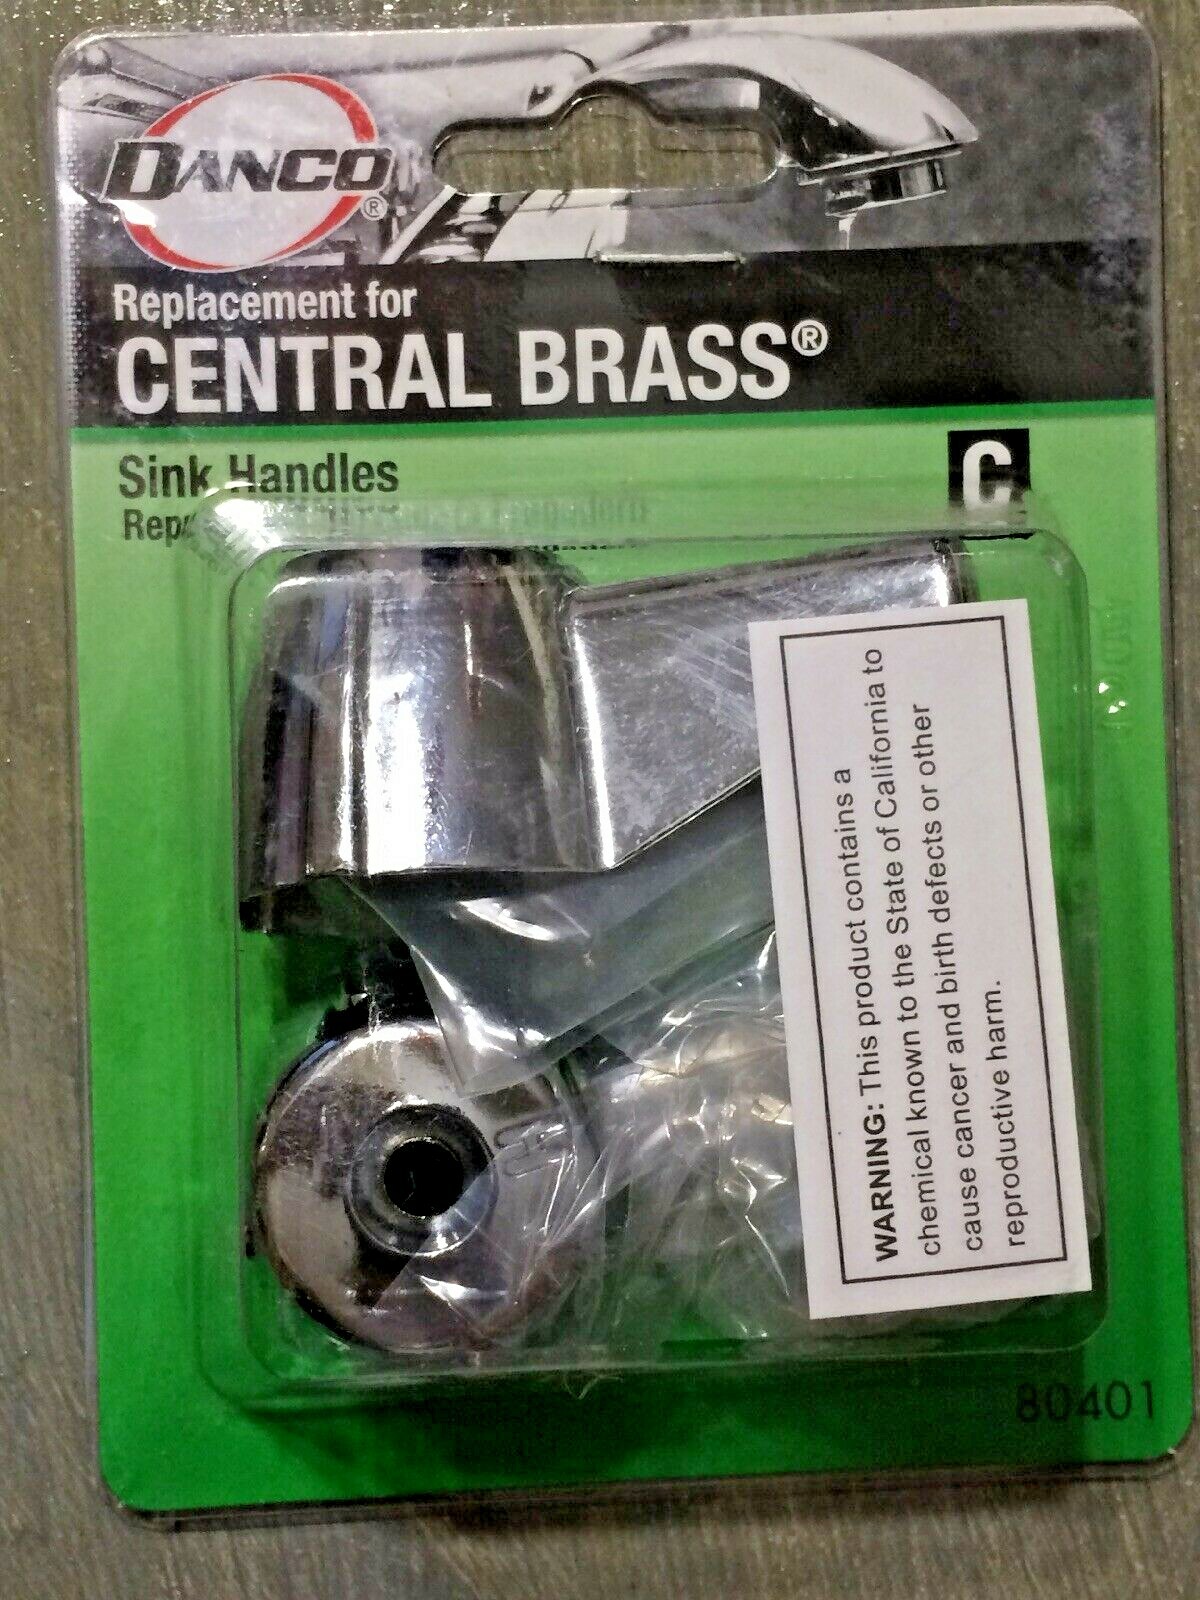 DANCO®
Replacement for
CENTRAL BRASS®
Sink Handles
C
WARNING: This product contains a
chemical known to the State of California to
cause cancer and birth defects or other
reproductive harm.
80401